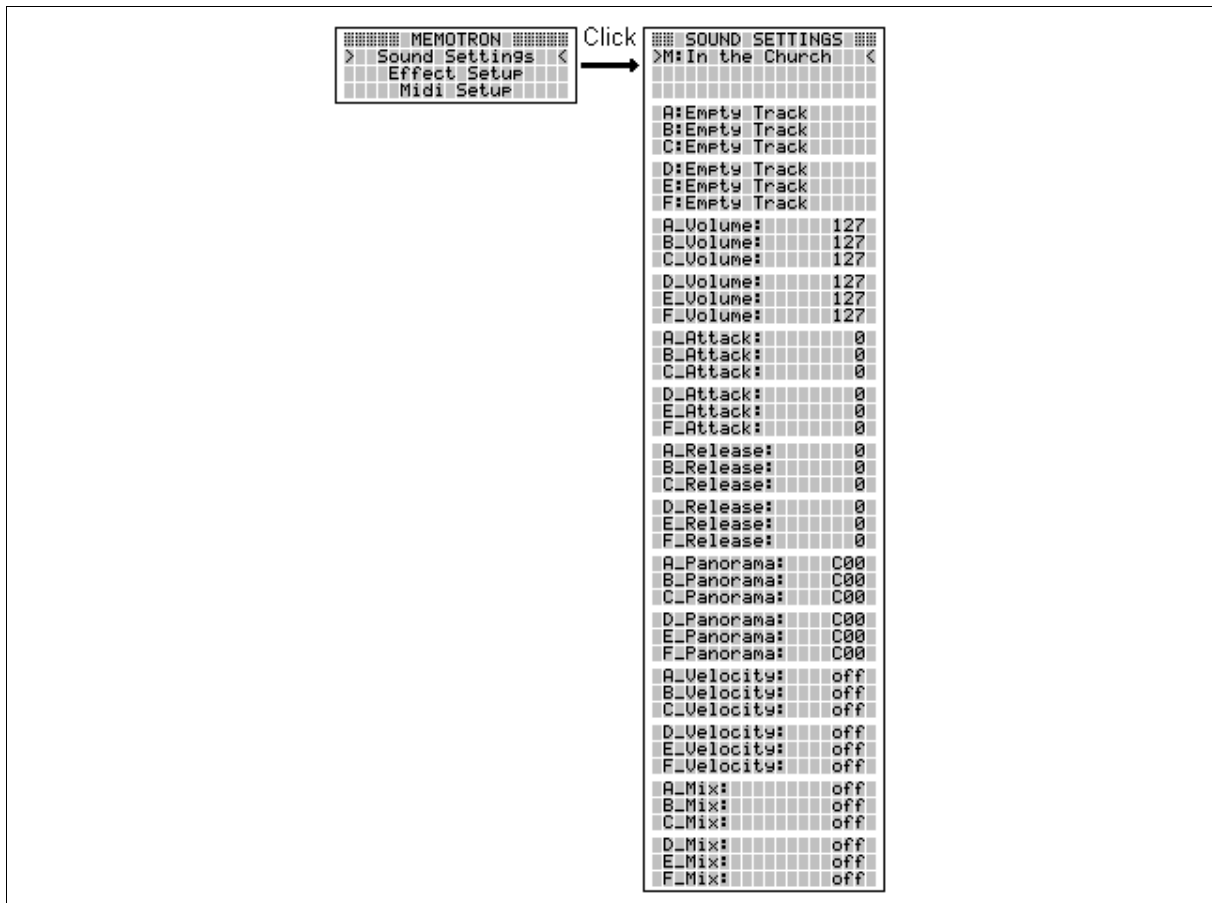 MEMOTRON
> Sound Settings <
Effect Setup
Midi Setup
Click
SOUND SETTINGS
>M:In the Church <
A:Empty Track
B:Empty Track
C:Empty Track
D:Empty Track
E:Empty Track
F:Empty Track
A_Volume: 127
B_Volume: 127
C_Volume: 127
D_Volume: 127
E_Volume: 127
F_Volume: 127
A_Attack: 0
B_Attack: 0
C_Attack: 0
D_Attack: 0
E_Attack: 0
F_Attack: 0
A_Release: 0
B_Release: 0
C_Release: 0
D_Release: 0
E_Release: 0
F_Release: 0
A_Panorama: C00
B_Panorama: C00
C_Panorama: C00
D_Panorama: C00
E_Panorama: C00
F_Panorama: C00
A_Velocity: off
B_Velocity: off
C_Velocity: off
D_Velocity: off
E_Velocity: off
F_Velocity: off
A_Mix: off
B_Mix: off
C_Mix: off
D_Mix: off
E_Mix: off
F_Mix: off